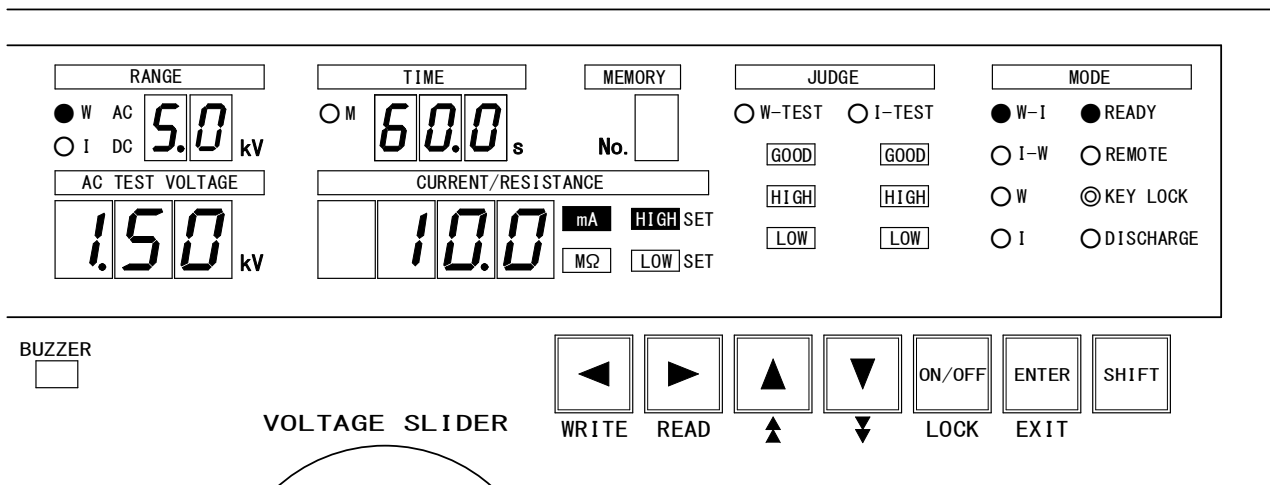 RANGE TIME MEMORY JUDGE MODE
W AC 5.0 kV M 60.0 s No. W-TEST I-TEST W-I READY
I DC GOOD GOOD I-W REMOTE
AC TEST VOLTAGE CURRENT/RESISTANCE
HIGH HIGH W KEY LOCK
1.50 kV 10.0 mA HIGH SET
LOW LOW I DISCHARGE
MΩ LOW SET
BUZZER
ON/OFF ENTER SHIFT
VOLTAGE SLIDER WRITE READ LOCK EXIT